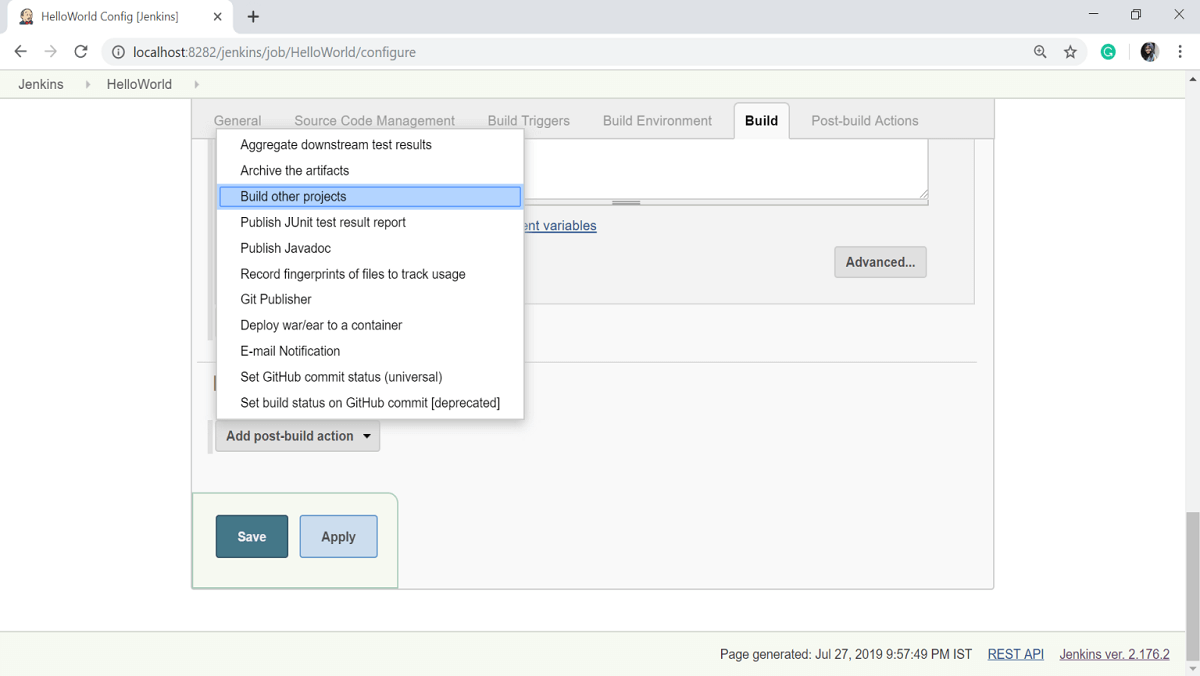 HelloWorld Config [Jenkins]
localhost:8282/jenkins/job/HelloWorld/configure
G
Jenkins HelloWorld
General Source Code Management Build Triggers Build Environment Build Post-build Actions
Aggregate downstream test results
Archive the artifacts
Build other projects
Publish JUnit test result report
ent variables
Publish Javadoc
Advanced...
Record fingerprints of files to track usage
Git Publisher
Deploy war/ear to a container
E-mail Notification
Set GitHub commit status (universal)
Set build status on GitHub commit [deprecated]
Add post-build action
Save Apply
Page generated: Jul 27, 2019 9:57:49 PM IST REST API Jenkins ver. 2.176.2